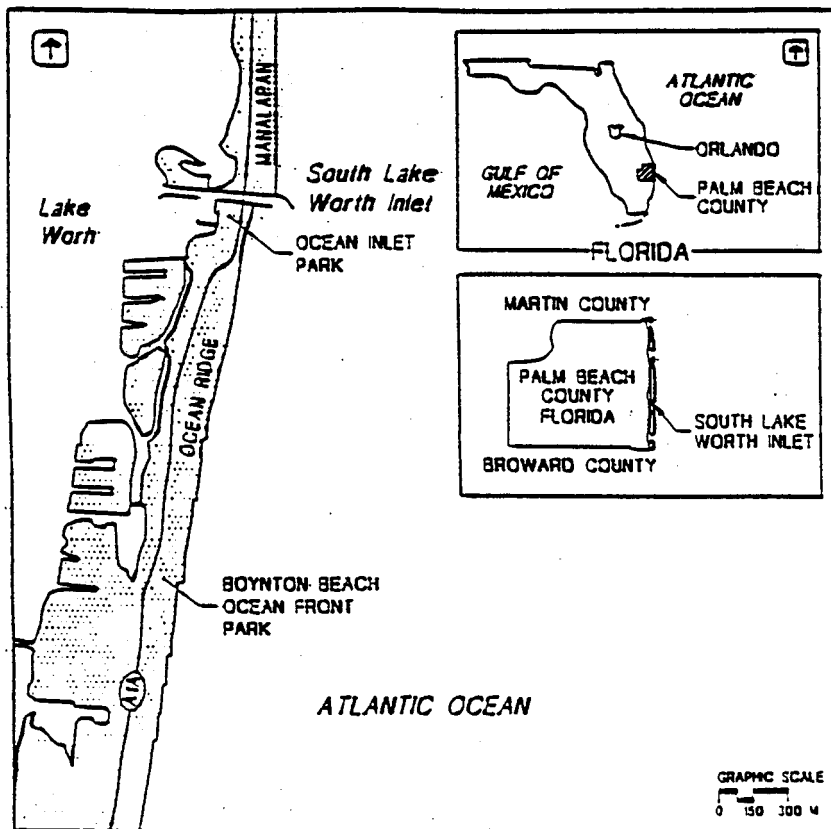 MANALAPAN
South Lake
Worth Inlet
Lake
Worh
OCEAN INLET
PARK
OCEAN RIDGE
BOYNTON BEACH
OCEAN FRONT
PARK
A1A
ATLANTIC OCEAN
ATLANTIC
OCEAN
ORLANDO
GULF OF
MEXICO
PALM BEACH
COUNTY
FLORIDA
MARTIN COUNTY
PALM BEACH
COUNTY
FLORIDA
SOUTH LAKE
WORTH INLET
BROWARD COUNTY
GRAPHIC SCALE
0 150 300 M